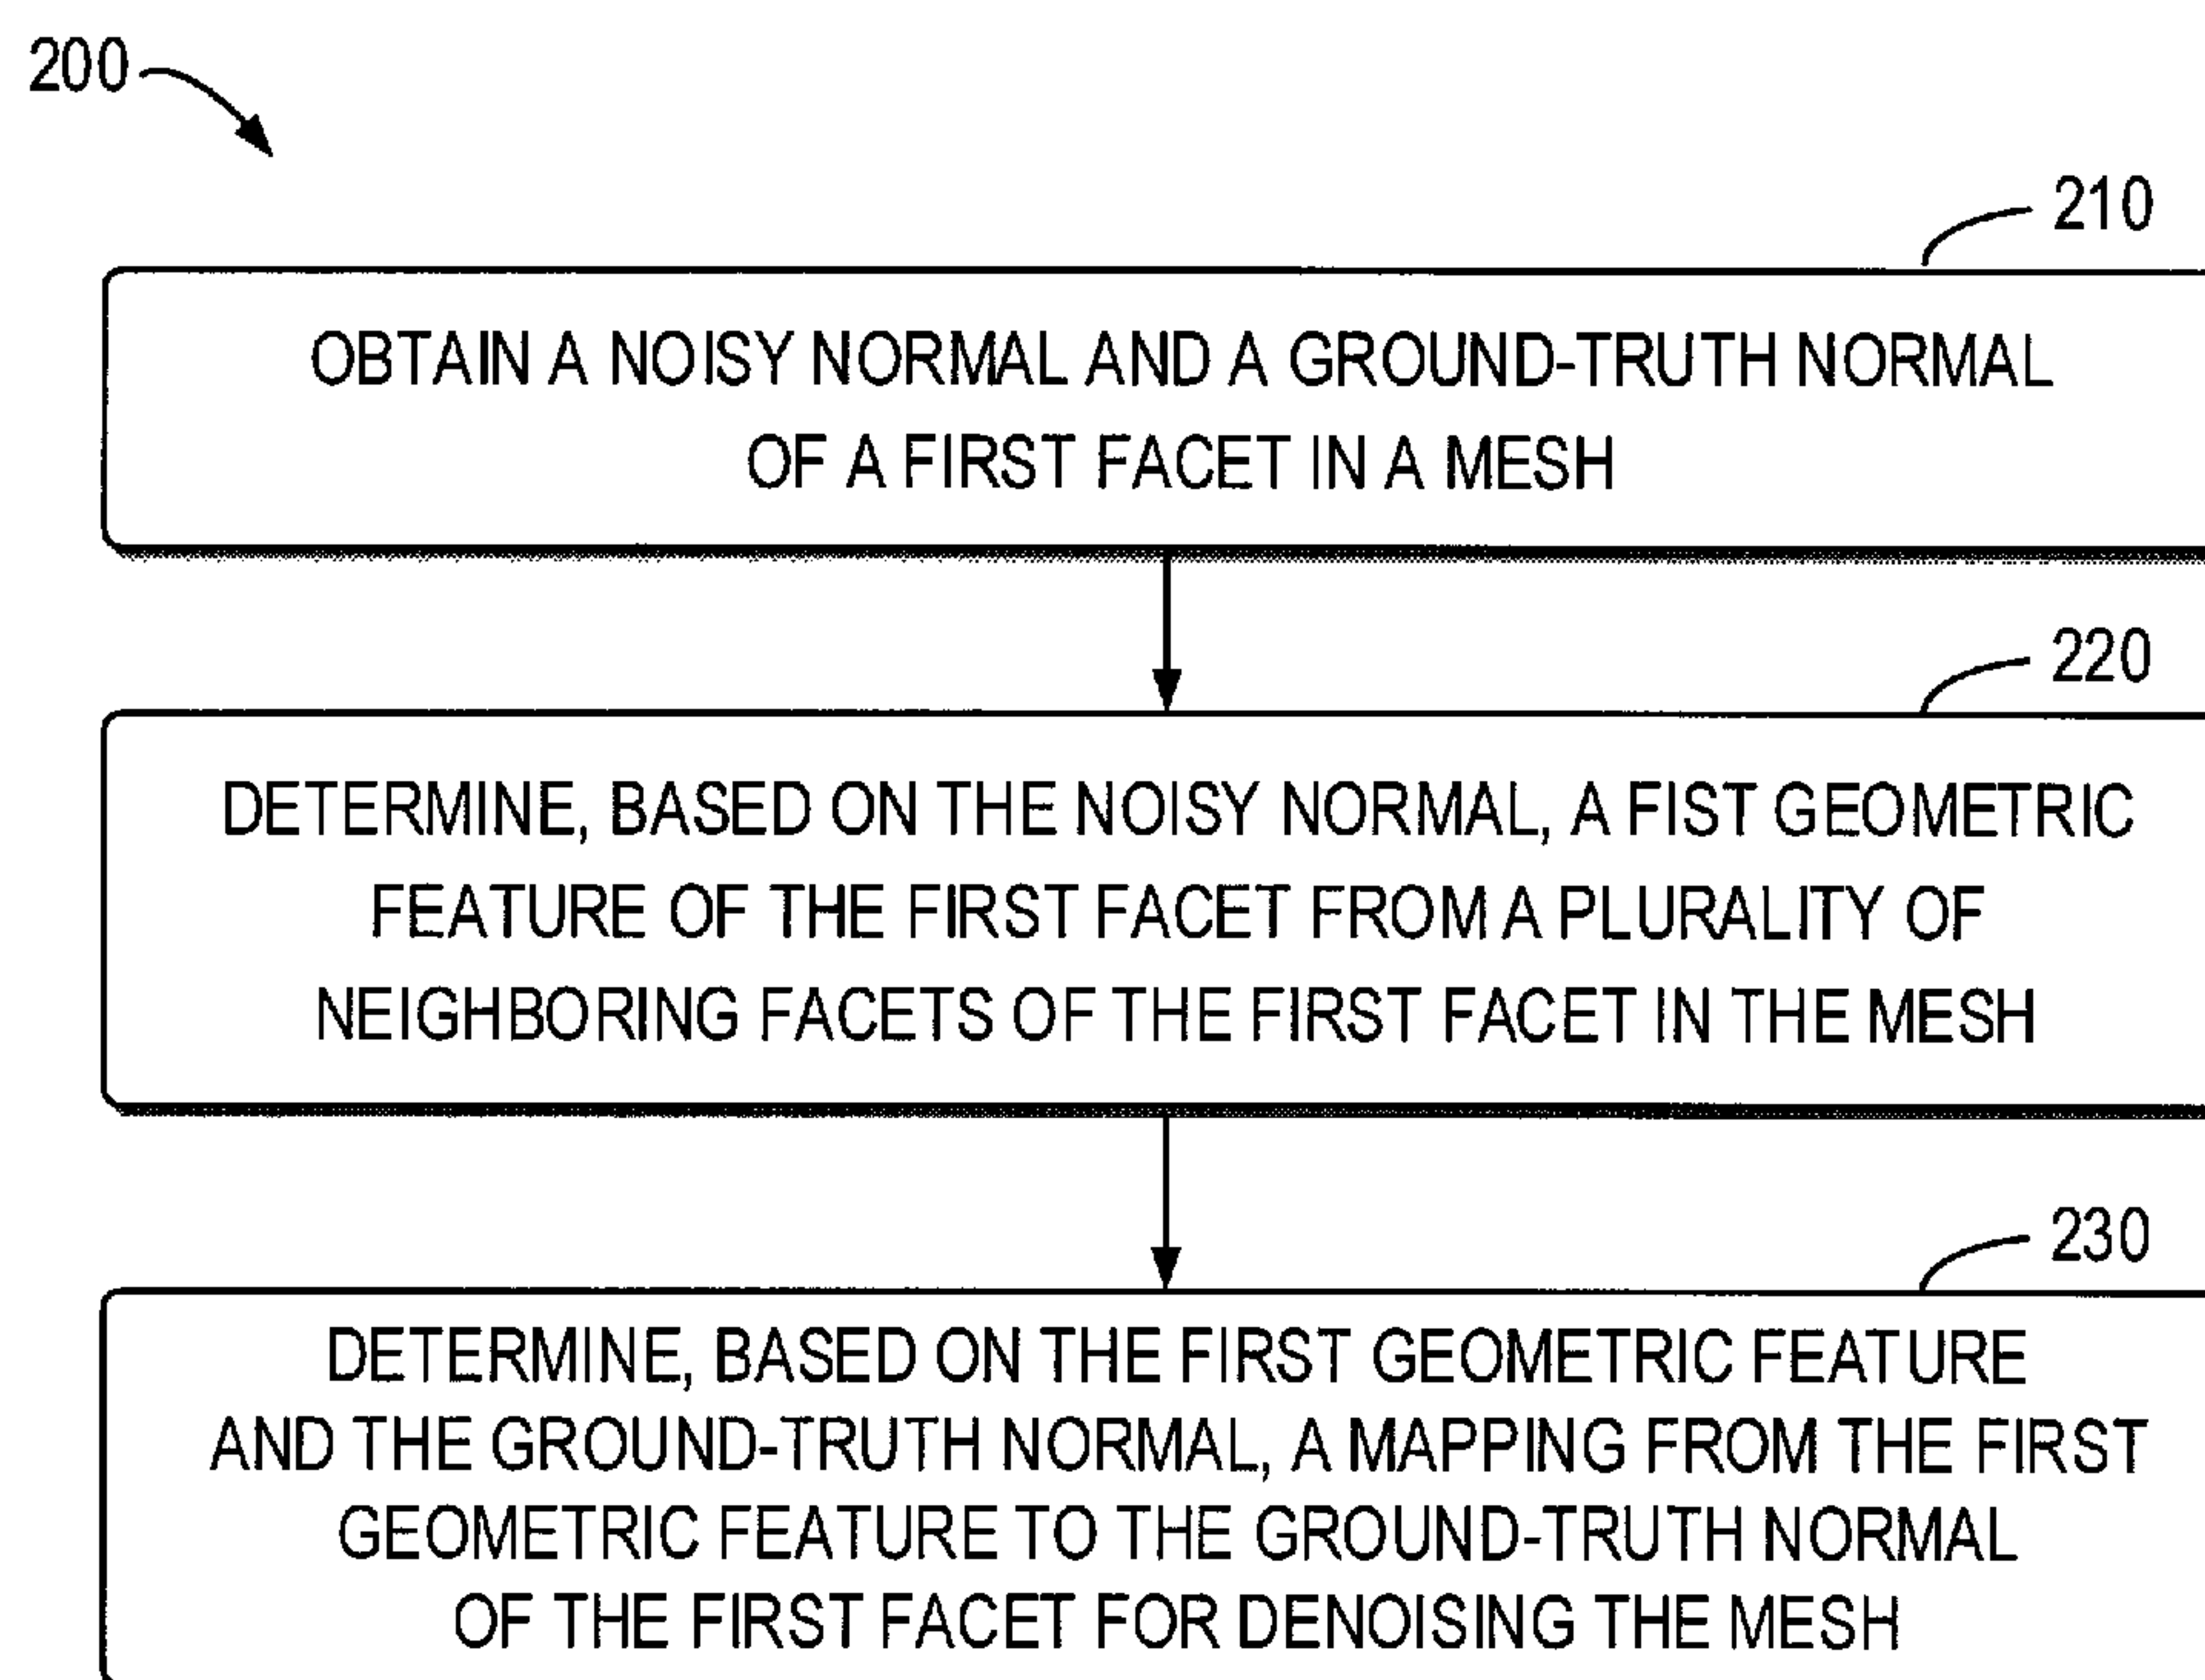 200
210
OBTAIN A NOISY NORMAL AND A GROUND-TRUTH NORMAL
OF A FIRST FACET IN A MESH
220
DETERMINE, BASED ON THE NOISY NORMAL, A FIST GEOMETRIC
FEATURE OF THE FIRST FACET FROM A PLURALITY OF
NEIGHBORING FACETS OF THE FIRST FACET IN THE MESH
230
DETERMINE, BASED ON THE FIRST GEOMETRIC FEATURE
AND THE GROUND-TRUTH NORMAL, A MAPPING FROM THE FIRST
GEOMETRIC FEATURE TO THE GROUND-TRUTH NORMAL
OF THE FIRST FACET FOR DENOISING THE MESH